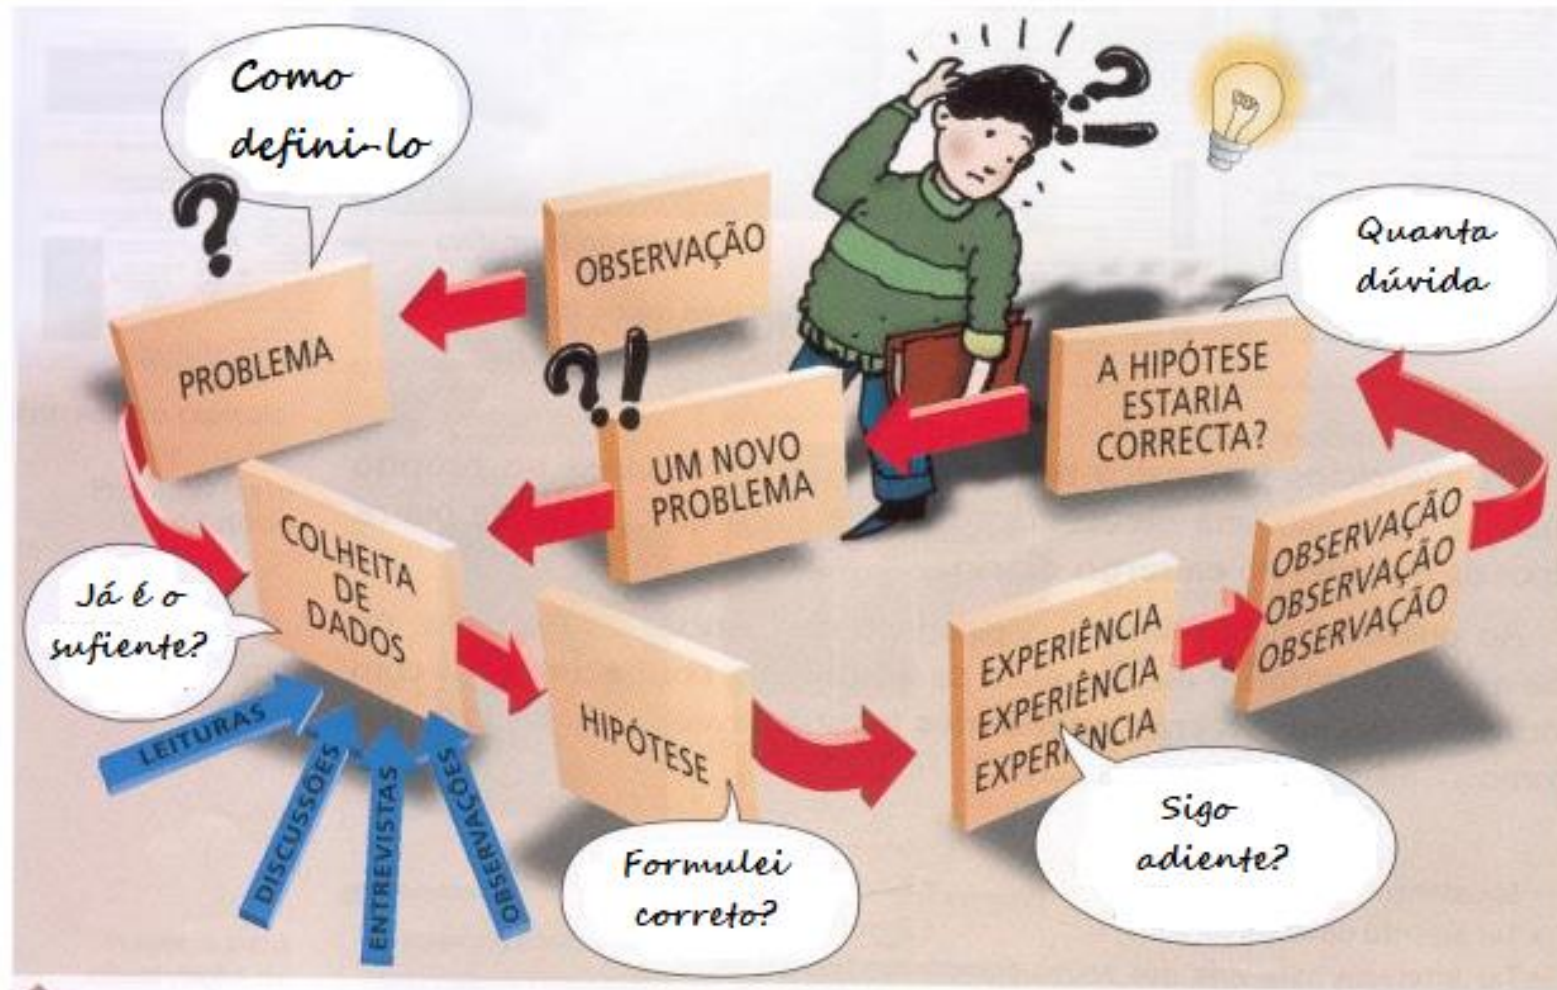 Como
defini-lo
OBSERVAÇÃO
PROBLEMA
Quanta
dúvida
A HIPÓTESE
ESTARIA
CORRECTA?
UM NOVO
PROBLEMA
COLHEITA
DE
DADOS
Já é o
sufiente?
LEITURAS
DISCUSSÕES
ENTREVISTAS
OBSERVAÇÕES
HIPÓTESE
Formulei
correto?
EXPERIÊNCIA
EXPERIÊNCIA
EXPERIÊNCIA
Sigo
adiente?
OBSERVAÇÃO
OBSERVAÇÃO
OBSERVAÇÃO